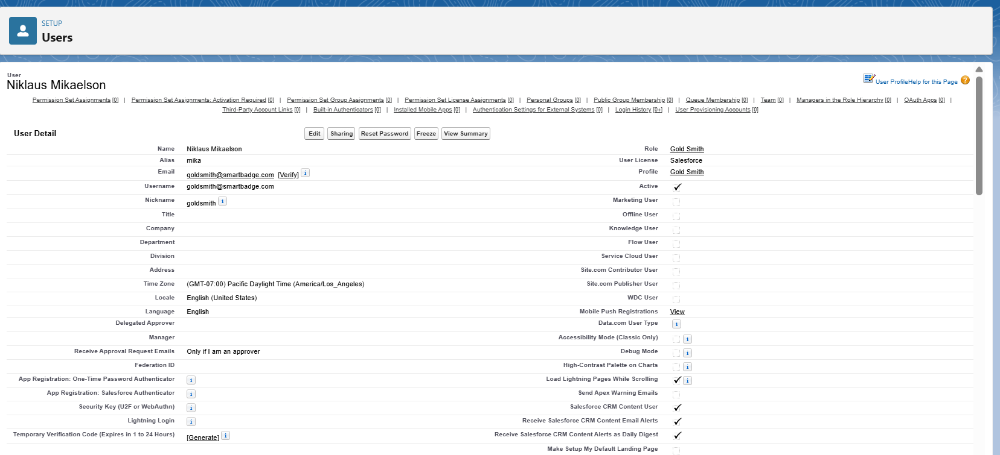 SETUP
Users
User
Niklaus Mikaelson
User Profile Help for this Page
Permission Set Assignments [0] | Permission Set Assignments: Activation Required [0] | Permission Set Group Assignments [0] | Permission Set License Assignments [0] | Personal Groups [0] | Public Group Membership [0] | Queue Membership [0] | Team [0] | Managers in the Role Hierarchy [0] | OAuth Apps [0] |
Third-Party Account Links [0] | Built-in Authenticators [0] | Installed Mobile Apps [0] | Authentication Settings for External Systems [0] | Login History [0+] | User Provisioning Accounts [0]
User Detail Edit Sharing Reset Password Freeze View Summary
Name Niklaus Mikaelson Role Gold Smith
Alias mika User License Salesforce
Email goldsmith@smartbadge.com [Verify] i Profile Gold Smith
Username goldsmith@smartbadge.com Active
Nickname goldsmith i Marketing User
Title Offline User
Company Knowledge User
Department Flow User
Division Service Cloud User
Address Site.com Contributor User
Time Zone (GMT-07:00) Pacific Daylight Time (America/Los_Angeles) Site.com Publisher User
Locale English (United States) WDC User
Language English Mobile Push Registrations View
Delegated Approver Data.com User Type i
Manager Accessibility Mode (Classic Only) i
Receive Approval Request Emails Only if I am an approver Debug Mode i
Federation ID High-Contrast Palette on Charts i
App Registration: One-Time Password Authenticator i Load Lightning Pages While Scrolling i
App Registration: Salesforce Authenticator i Send Apex Warning Emails
Security Key (U2F or WebAuthn) i Salesforce CRM Content User
Lightning Login i Receive Salesforce CRM Content Email Alerts
Temporary Verification Code (Expires in 1 to 24 Hours) [Generate] i Receive Salesforce CRM Content Alerts as Daily Digest
Make Setup My Default Landing Page